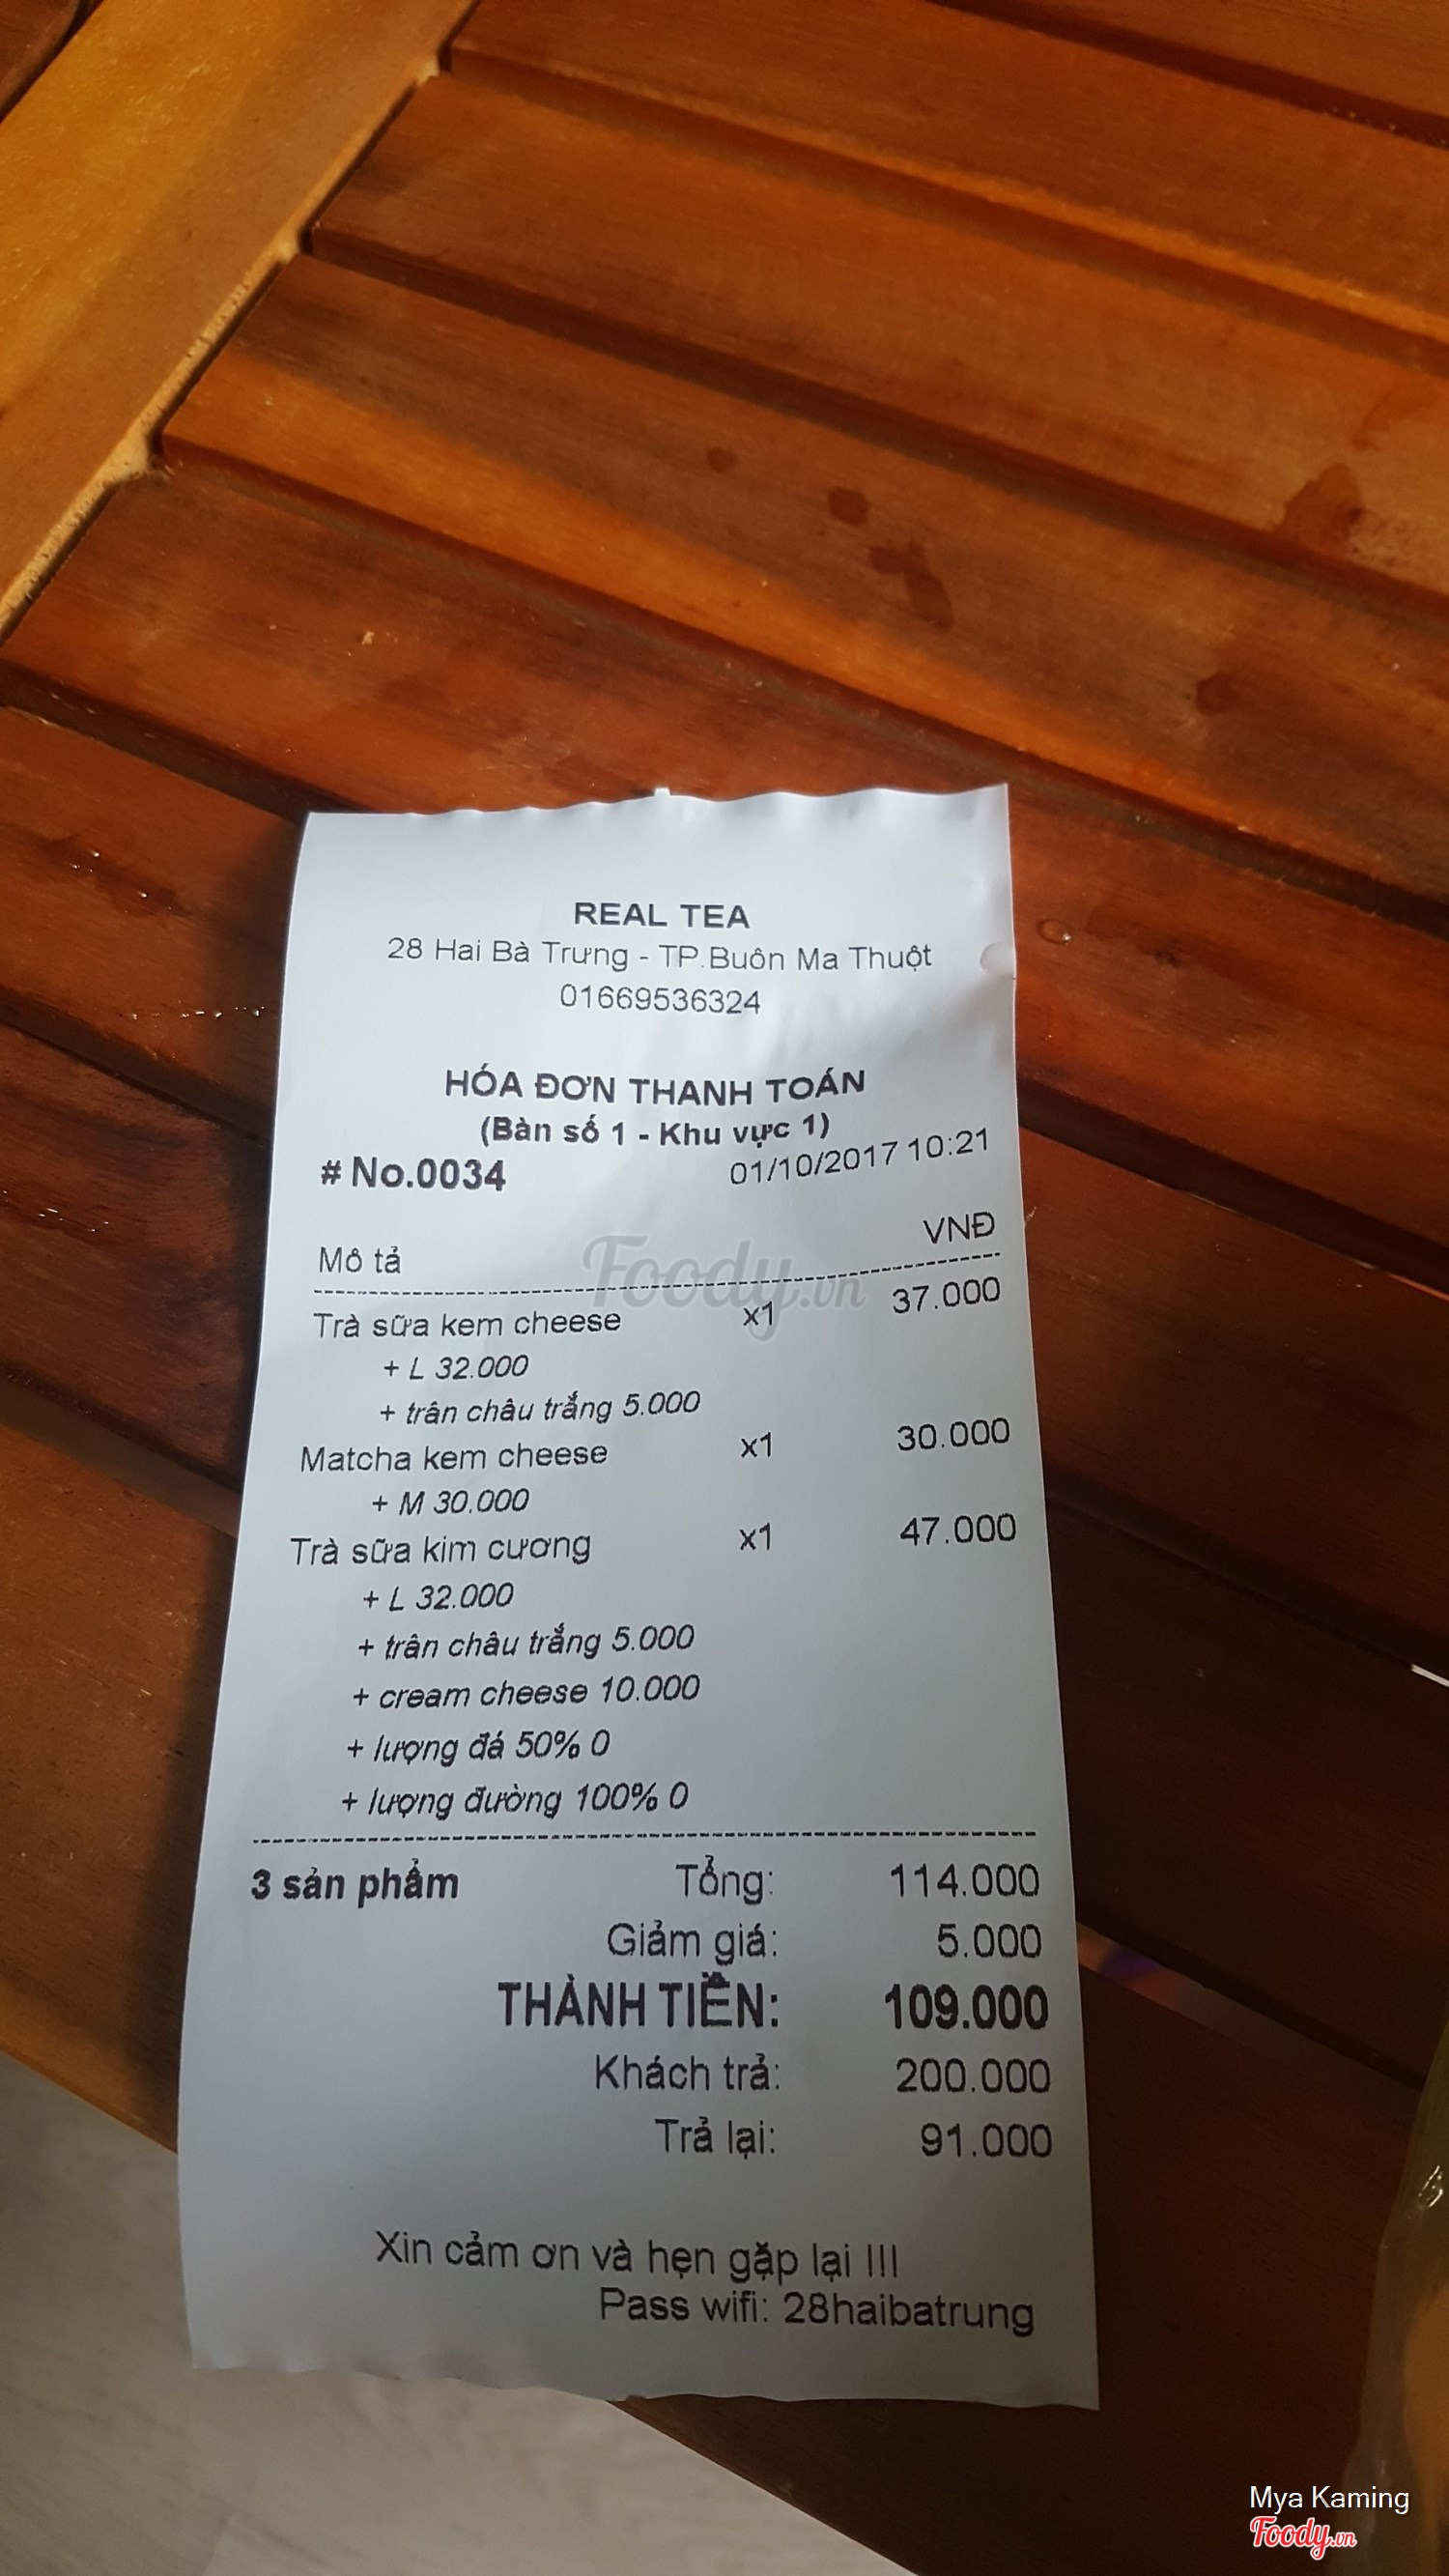 REAL TEA
28 Hai Bà Trưng - TP.Buôn Ma Thuột
01669536324
HÓA ĐƠN THANH TOÁN
(Bàn số 1 - Khu vực 1)
# No.0034 01/10/2017 10:21
Mô tả VNĐ
Trà sữa kem cheese x1 37.000
+ L 32.000
+ trân châu trắng 5.000
Matcha kem cheese x1 30.000
+ M 30.000
Trà sữa kim cương x1 47.000
+ L 32.000
+ trân châu trắng 5.000
+ cream cheese 10.000
+ lượng đá 50% 0
+ lượng đường 100% 0
3 sản phẩm Tổng: 114.000
Giảm giá: 5.000
THÀNH TIỀN: 109.000
Khách trả: 200.000
Trả lại: 91.000
Xin cảm ơn và hẹn gặp lại !!!
Pass wifi: 28haibatrung
Foody.vn
Mya Kaming
Foody.vn